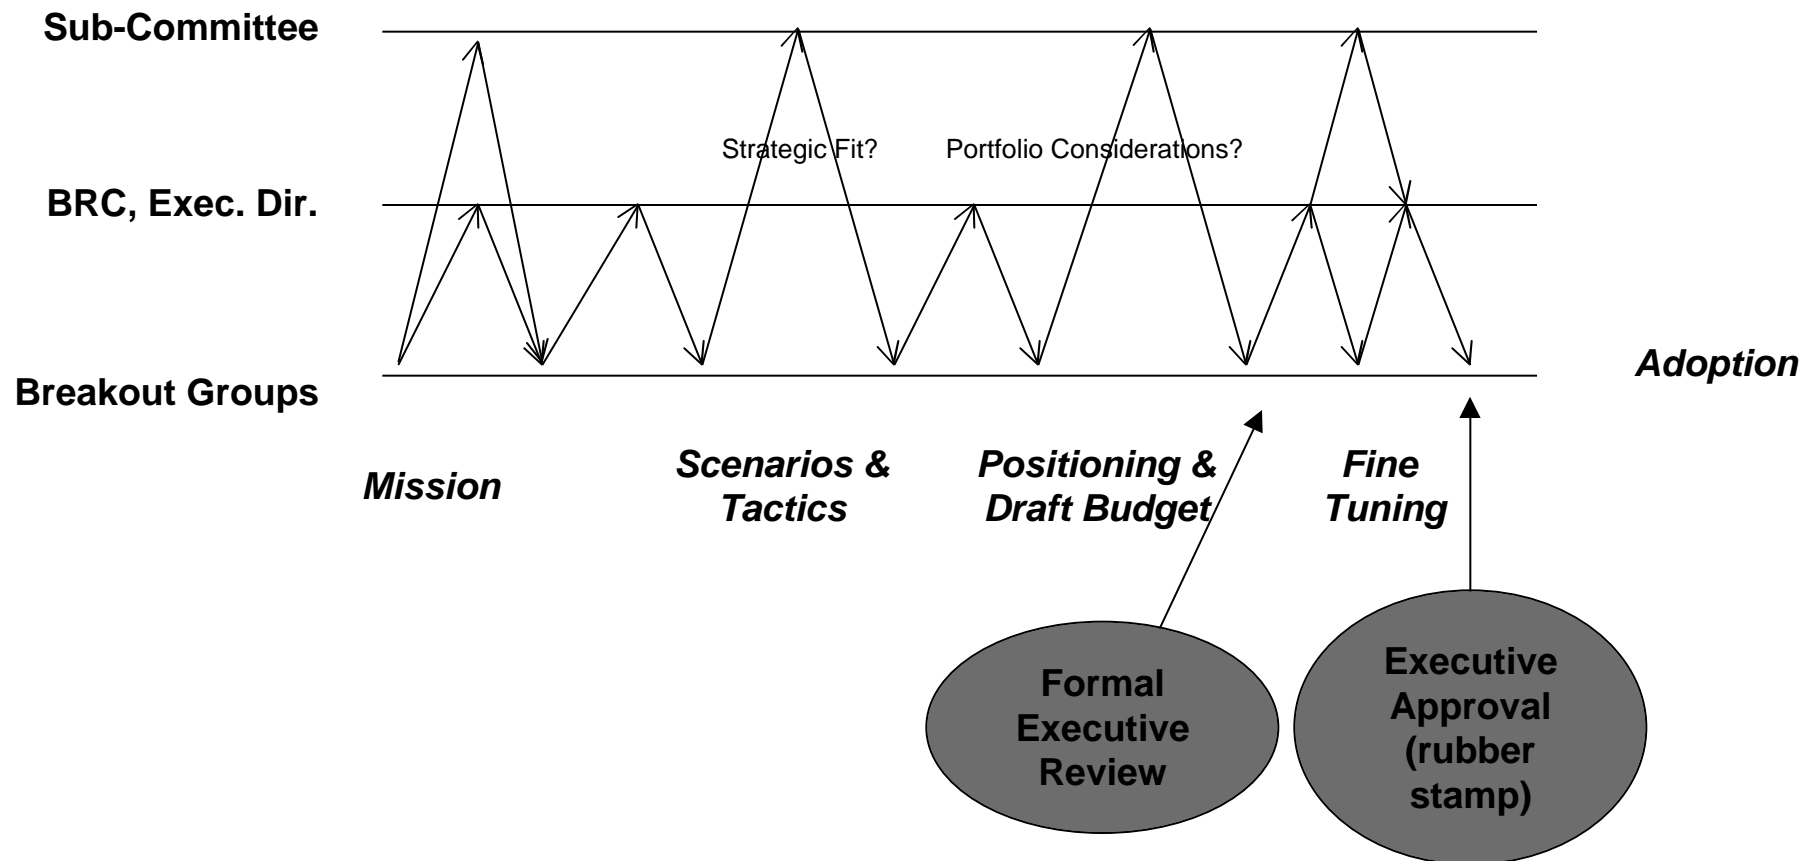 Sub-Committee
Strategic Fit?
Portfolio Considerations?
BRC, Exec. Dir.
Breakout Groups
Adoption
Mission
Scenarios &
Tactics
Positioning &
Draft Budget
Fine
Tuning
Formal
Executive
Review
Executive
Approval
(rubber
stamp)